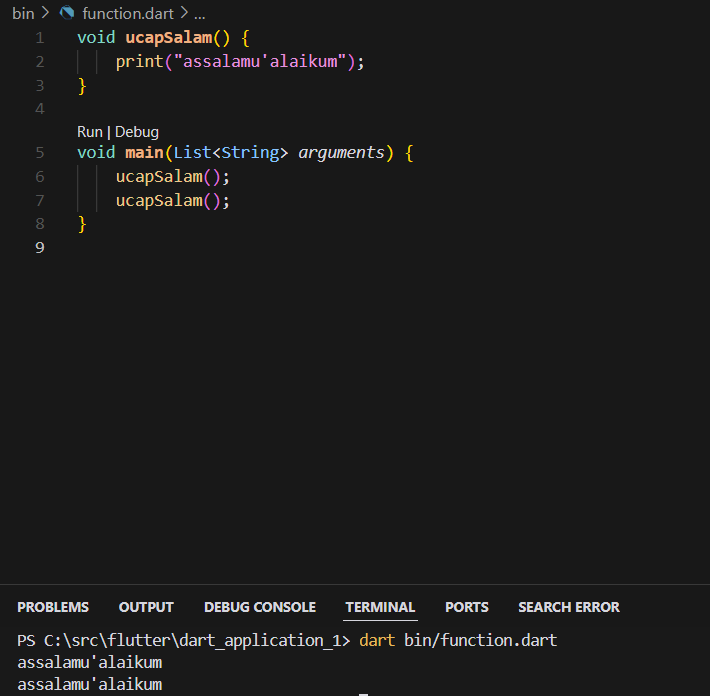 bin > function.dart > ...
1 void ucapSalam() {
2     print("assalamu'alaikum");
3 }
4
Run | Debug
5 void main(List<String> arguments) {
6     ucapSalam();
7     ucapSalam();
8 }
9
PROBLEMS OUTPUT DEBUG CONSOLE TERMINAL PORTS SEARCH ERROR
PS C:\src\flutter\dart_application_1> dart bin/function.dart
assalamu'alaikum
assalamu'alaikum